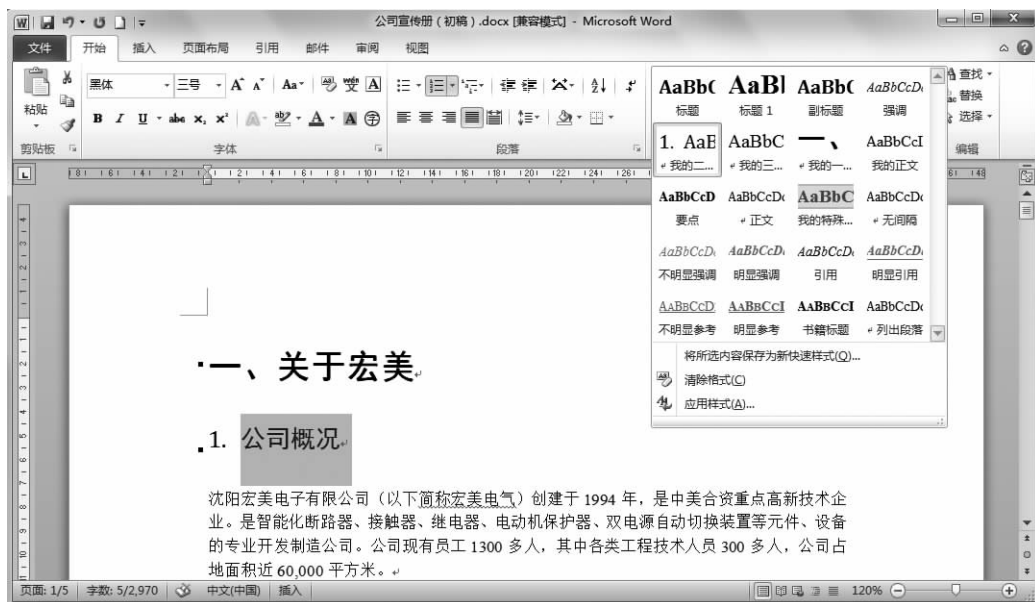 公司宣传册（初稿）.docx [兼容模式] - Microsoft Word
文件 开始 插入 页面布局 引用 邮件 审阅 视图
粘贴
黑体 三号 A A Aa 变 A
B I U abc x₂ x² A A A
剪贴板 字体 段落
AaBb( AaBl AaBb( AaBbCcD
标题 标题 1 副标题 强调
1. AaB AaBbC 一、 AaBbCcI
我的二... 我的三... 我的一... 我的正文
AaBbCcD AaBbCcDc AaBbC AaBbCcDc
要点 正文 我的特殊... 无间隔
AaBbCcD AaBbCcD AaBbCcD AaBbCcD
不明显强调 明显强调 引用 明显引用
AABBCCD AABBCCI AABBCCI AaBbCcDc
不明显参考 明显参考 书籍标题 列出段落
将所选内容保存为新快速样式(Q)...
清除格式(C)
应用样式(A)...
查找
替换
选择
编辑
一、关于宏美
1. 公司概况
沈阳宏美电子有限公司（以下简称宏美电气）创建于 1994 年，是中美合资重点高新技术企
业。是智能化断路器、接触器、继电器、电动机保护器、双电源自动切换装置等元件、设备
的专业开发制造公司。公司现有员工 1300 多人，其中各类工程技术人员 300 多人，公司占
地面积近 60,000 平方米。
页面: 1/5 字数: 5/2,970 中文(中国) 插入 120%